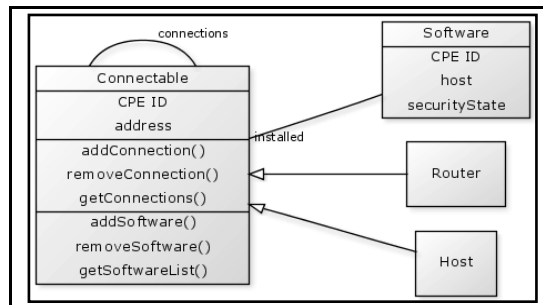 connections
Connectable
CPE ID
address
addConnection()
removeConnection()
getConnections()
addSoftware()
removeSoftware()
getSoftwareList()
installed
Software
CPE ID
host
securityState
Router
Host